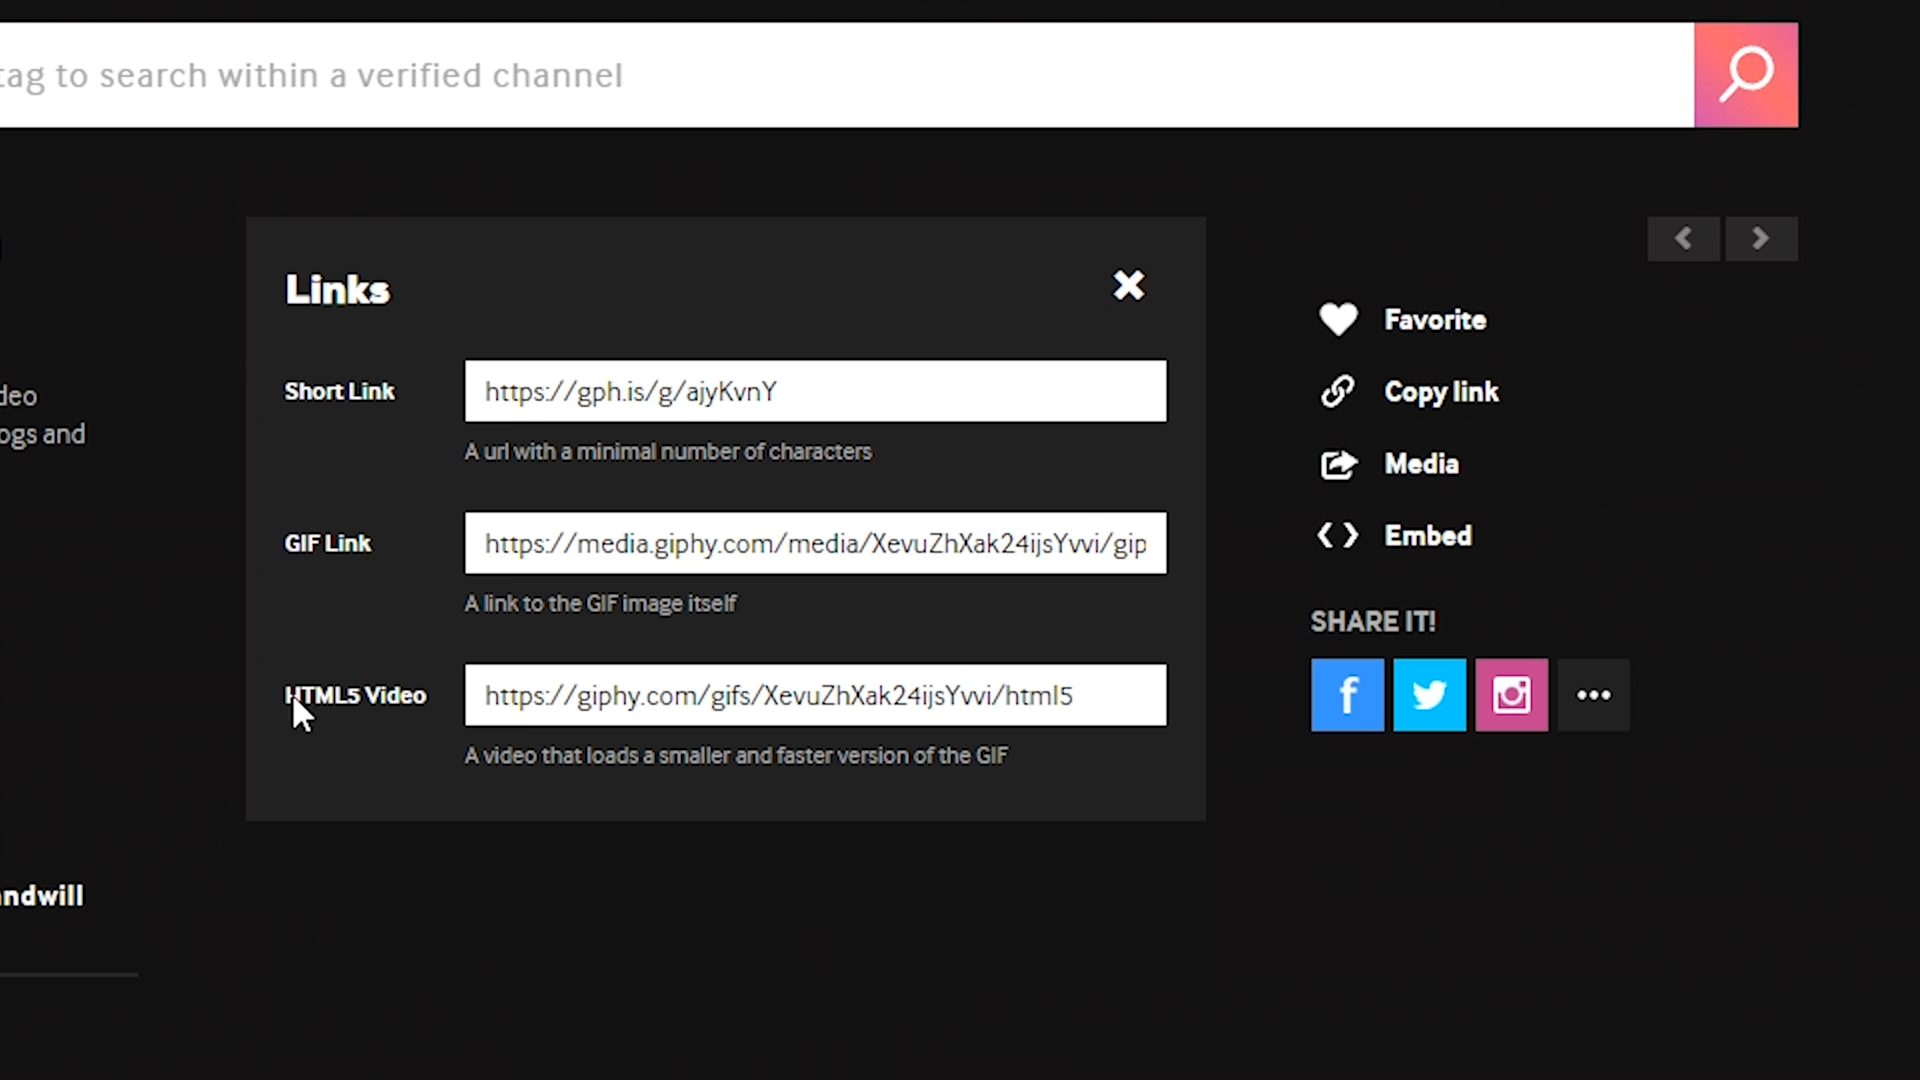 tag to search within a verified channel
Links
Short Link
https://gph.is/g/ajyKvnY
A url with a minimal number of characters
GIF Link
https://media.giphy.com/media/XevuZhXak24ijsYvvi/gip
A link to the GIF image itself
HTML5 Video
https://giphy.com/gifs/XevuZhXak24ijsYvvi/html5
A video that loads a smaller and faster version of the GIF
Favorite
Copy link
Media
Embed
SHARE IT!
deo
ogs and
ndwill